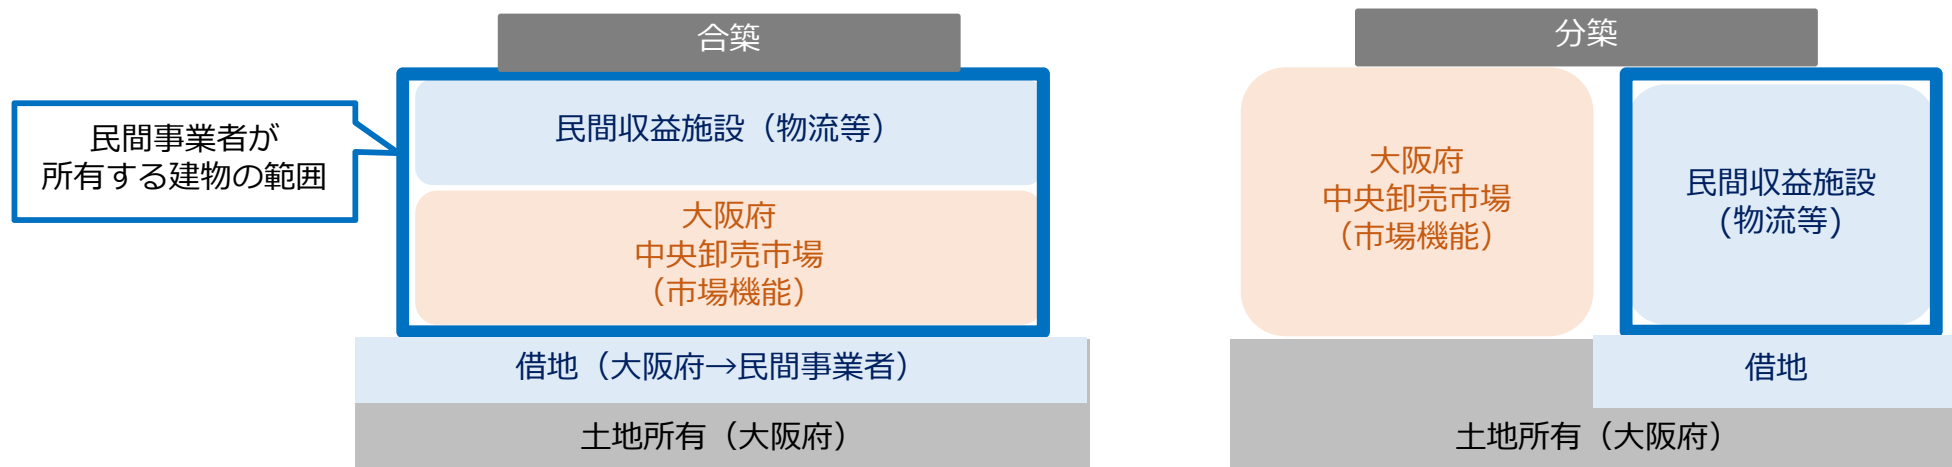 合築
民間事業者が
所有する建物の範囲
民間収益施設（物流等）
大阪府
中央卸売市場
（市場機能）
借地（大阪府→民間事業者）
土地所有（大阪府）
分築
大阪府
中央卸売市場
（市場機能）
民間収益施設
(物流等)
借地
土地所有（大阪府）